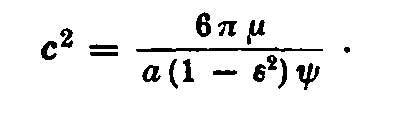 c² = 6πμ / a(1 − ε²)ψ .